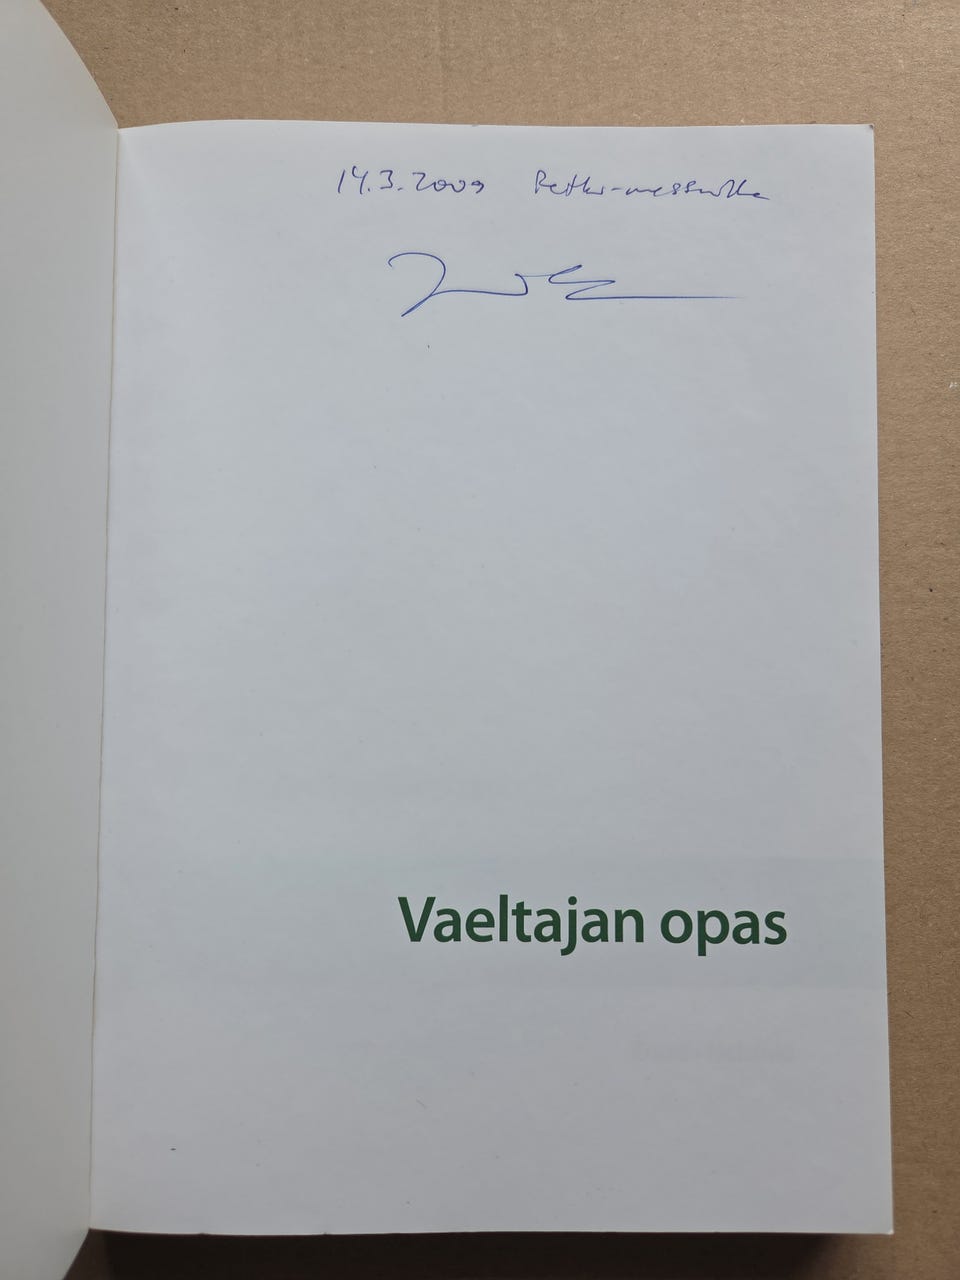 14.3.2009 Retki-messuilla
Vaeltajan opas